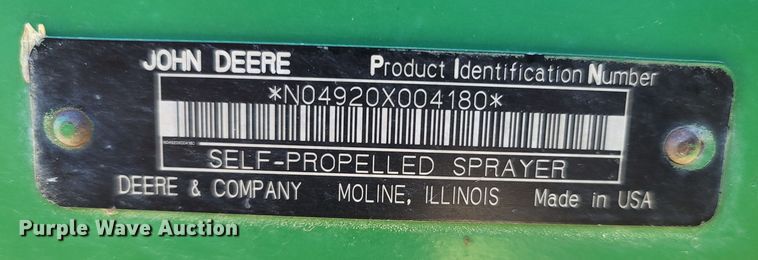 JOHN DEERE Product Identification Number
*N04920X004180*
N04920X004180
SELF-PROPELLED SPRAYER
DEERE & COMPANY MOLINE, ILLINOIS Made in USA
Purple Wave Auction